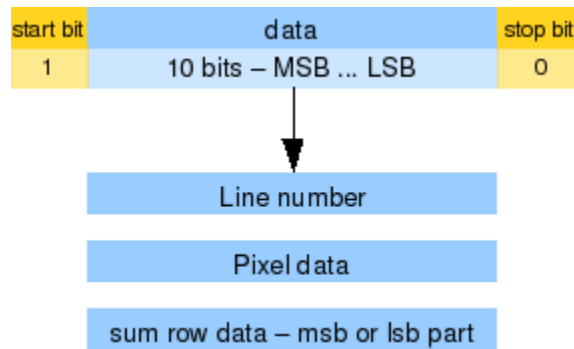 start bit data stop bit
1 10 bits – MSB ... LSB 0
Line number
Pixel data
sum row data – msb or lsb part